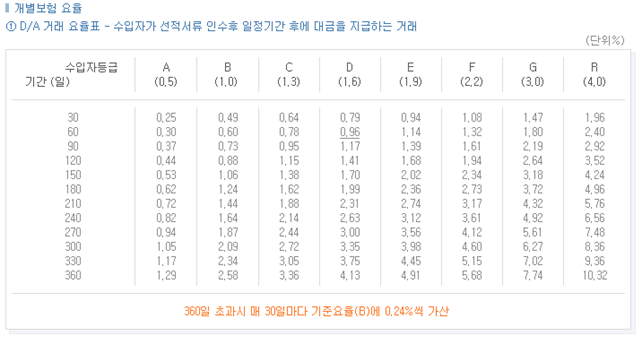 개별보험 요율
① D/A 거래 요율표 - 수입자가 선적서류 인수후 일정기간 후에 대금을 지급하는 거래
(단위%)
수입자등급 A B C D E F G R
기간 (일) (0,5) (1,0) (1,3) (1,6) (1,9) (2,2) (3,0) (4,0)
30 0,25 0,49 0,64 0,79 0,94 1,08 1,47 1,96
60 0,30 0,60 0,78 0,96 1,14 1,32 1,80 2,40
90 0,37 0,73 0,95 1,17 1,39 1,61 2,19 2,92
120 0,44 0,88 1,15 1,41 1,68 1,94 2,64 3,52
150 0,53 1,06 1,38 1,70 2,02 2,34 3,18 4,24
180 0,62 1,24 1,62 1,99 2,36 2,73 3,72 4,96
210 0,72 1,44 1,88 2,31 2,74 3,17 4,32 5,76
240 0,82 1,64 2,14 2,63 3,12 3,61 4,92 6,56
270 0,94 1,87 2,44 3,00 3,56 4,12 5,61 7,48
300 1,05 2,09 2,72 3,35 3,98 4,60 6,27 8,36
330 1,17 2,34 3,05 3,75 4,45 5,15 7,02 9,36
360 1,29 2,58 3,36 4,13 4,91 5,68 7,74 10,32
360일 초과시 매 30일마다 기준요율(B)에 0,24%씩 가산